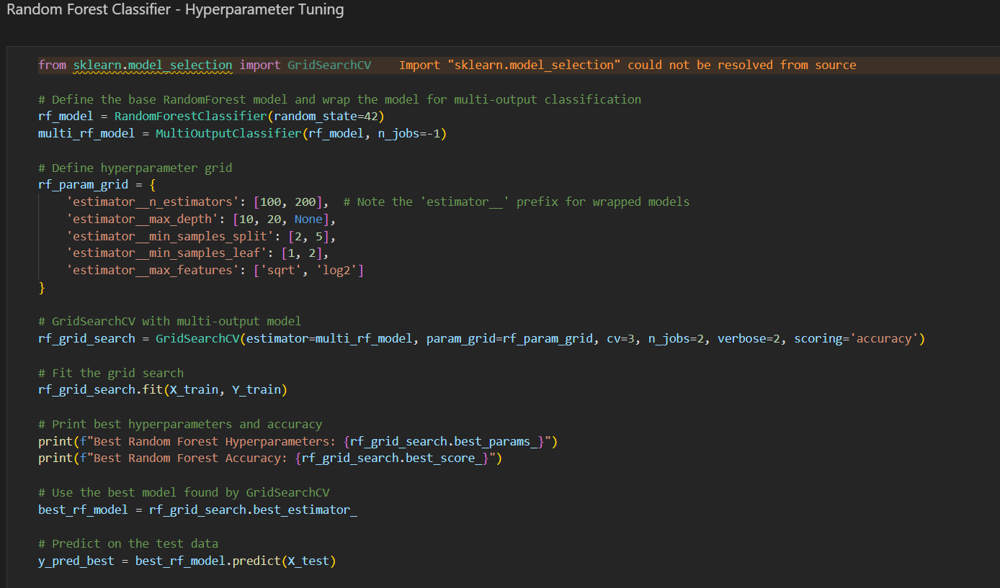 Random Forest Classifier - Hyperparameter Tuning
from sklearn.model_selection import GridSearchCV    Import "sklearn.model_selection" could not be resolved from source
# Define the base RandomForest model and wrap the model for multi-output classification
rf_model = RandomForestClassifier(random_state=42)
multi_rf_model = MultiOutputClassifier(rf_model, n_jobs=-1)
# Define hyperparameter grid
rf_param_grid = {
    'estimator__n_estimators': [100, 200],  # Note the 'estimator__' prefix for wrapped models
    'estimator__max_depth': [10, 20, None],
    'estimator__min_samples_split': [2, 5],
    'estimator__min_samples_leaf': [1, 2],
    'estimator__max_features': ['sqrt', 'log2']
}
# GridSearchCV with multi-output model
rf_grid_search = GridSearchCV(estimator=multi_rf_model, param_grid=rf_param_grid, cv=3, n_jobs=2, verbose=2, scoring='accuracy')
# Fit the grid search
rf_grid_search.fit(X_train, Y_train)
# Print best hyperparameters and accuracy
print(f"Best Random Forest Hyperparameters: {rf_grid_search.best_params_}")
print(f"Best Random Forest Accuracy: {rf_grid_search.best_score_}")
# Use the best model found by GridSearchCV
best_rf_model = rf_grid_search.best_estimator_
# Predict on the test data
y_pred_best = best_rf_model.predict(X_test)